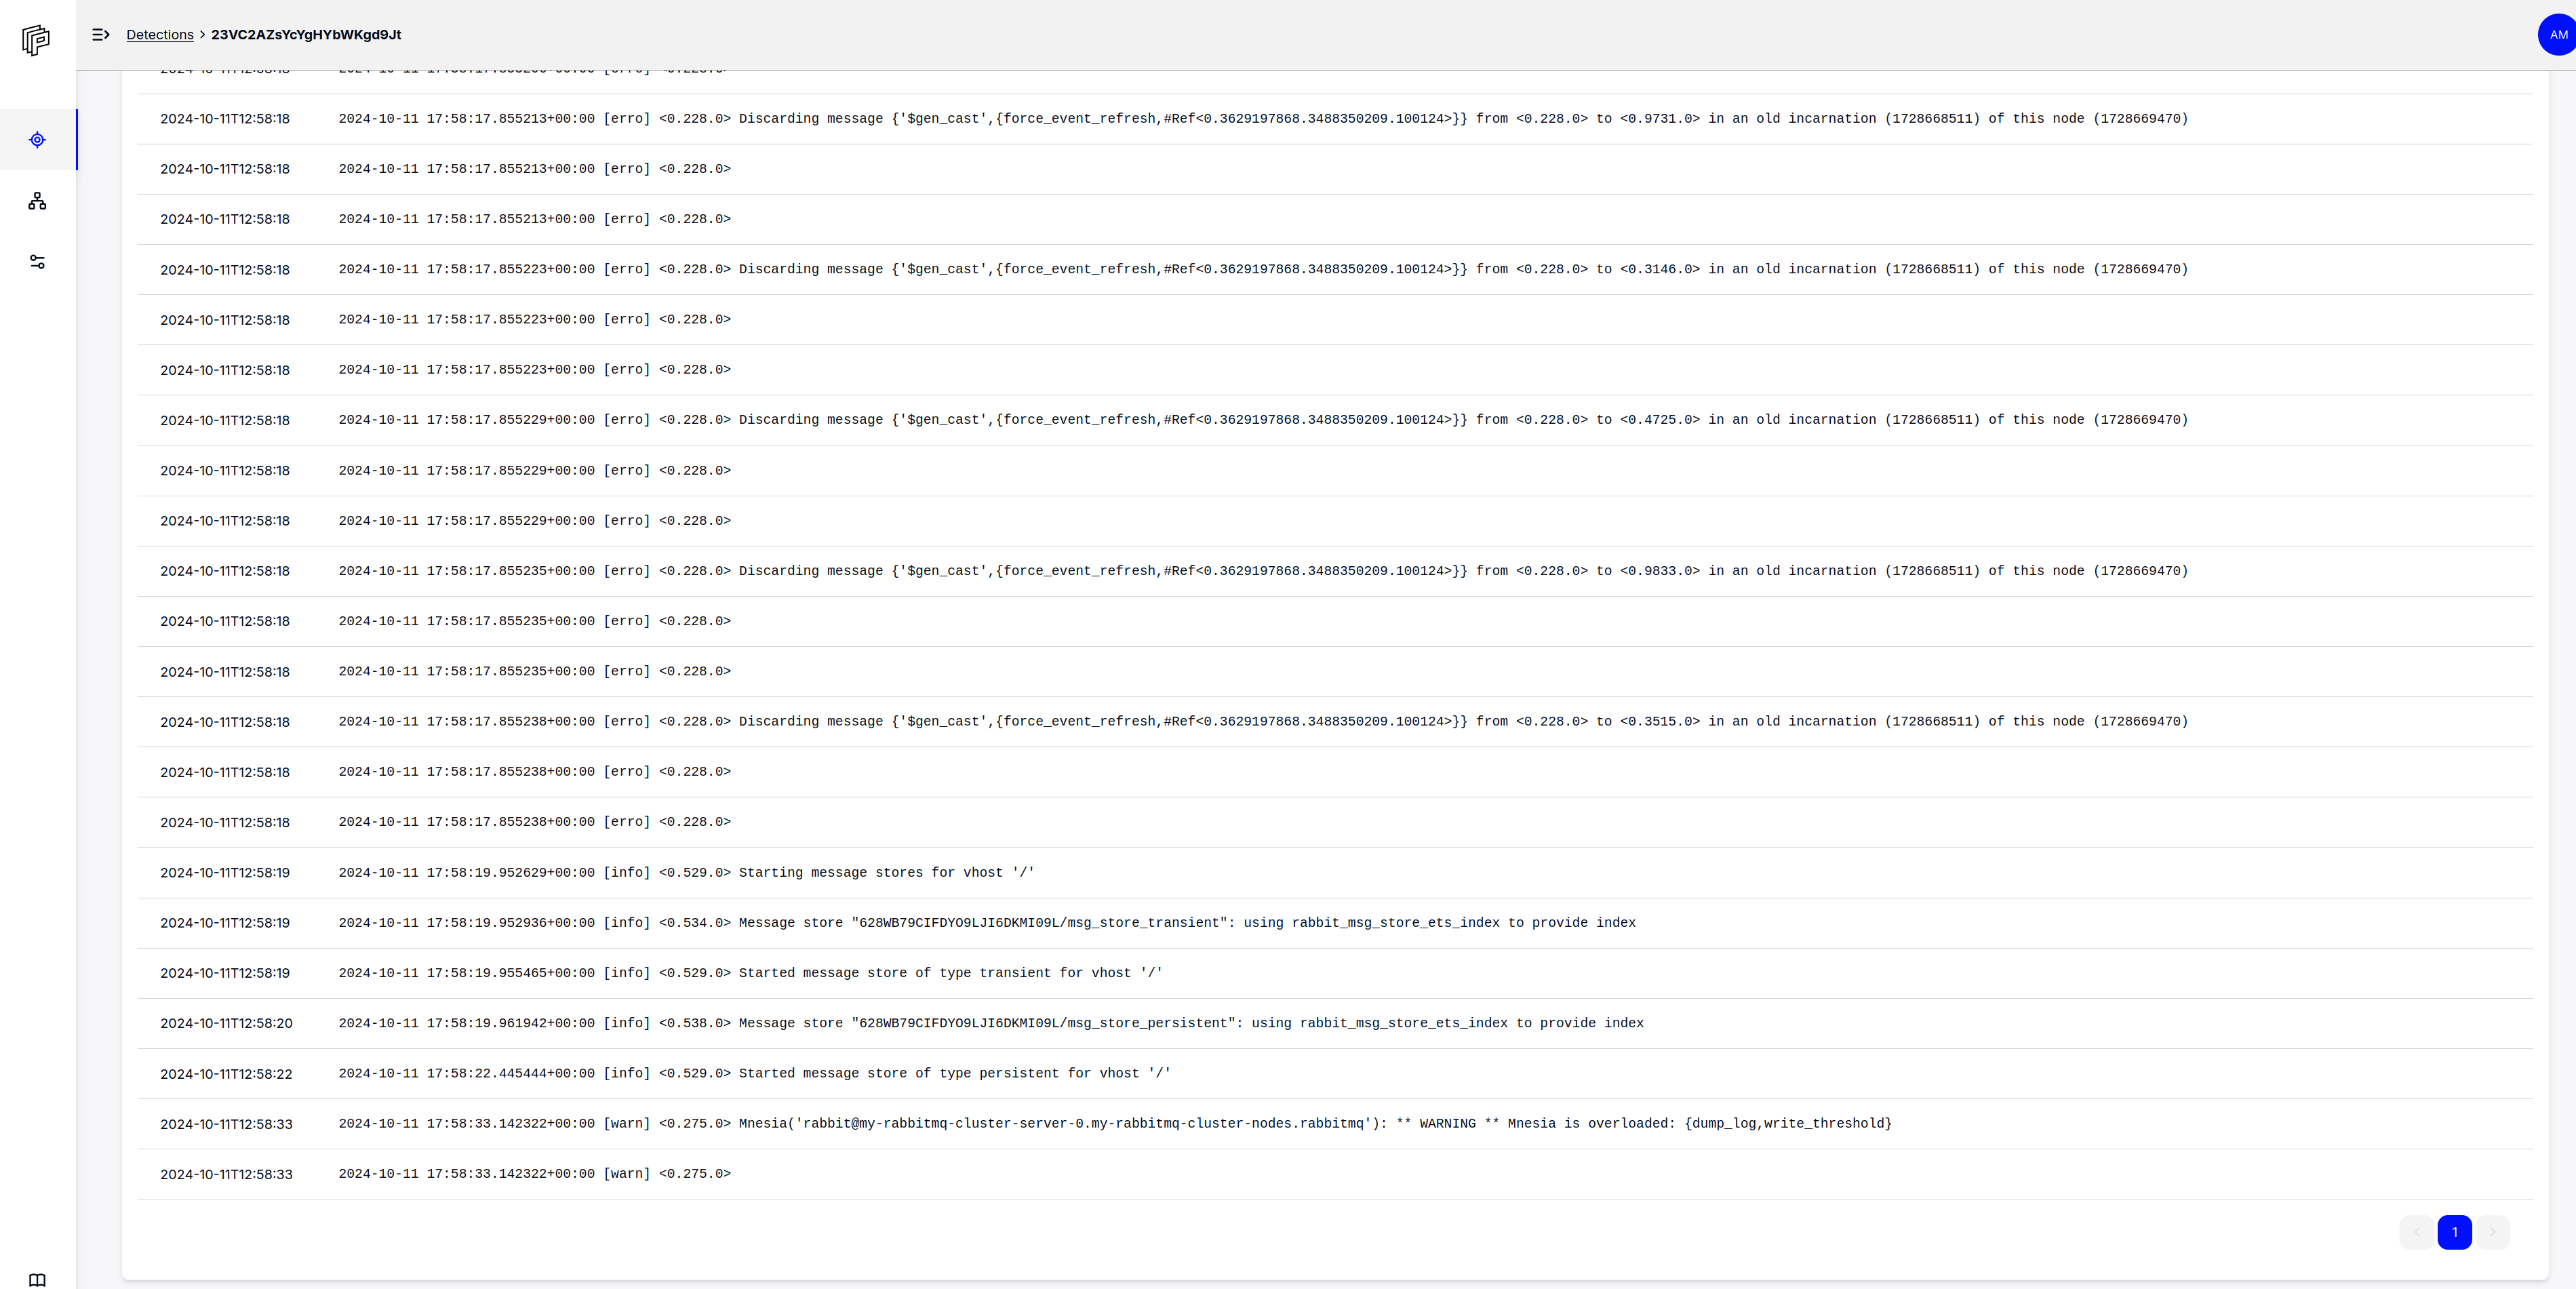 Detections > 23VC2AZsYcYgHYbWKgd9Jt
AM
2024-10-11T12:58:18 2024-10-11 17:58:17.855206+00:00 [erro] <0.228.0>
2024-10-11T12:58:18 2024-10-11 17:58:17.855213+00:00 [erro] <0.228.0> Discarding message {'$gen_cast',{force_event_refresh,#Ref<0.3629197868.3488350209.100124>}} from <0.228.0> to <0.9731.0> in an old incarnation (1728668511) of this node (1728669470)
2024-10-11T12:58:18 2024-10-11 17:58:17.855213+00:00 [erro] <0.228.0>
2024-10-11T12:58:18 2024-10-11 17:58:17.855213+00:00 [erro] <0.228.0>
2024-10-11T12:58:18 2024-10-11 17:58:17.855223+00:00 [erro] <0.228.0> Discarding message {'$gen_cast',{force_event_refresh,#Ref<0.3629197868.3488350209.100124>}} from <0.228.0> to <0.3146.0> in an old incarnation (1728668511) of this node (1728669470)
2024-10-11T12:58:18 2024-10-11 17:58:17.855223+00:00 [erro] <0.228.0>
2024-10-11T12:58:18 2024-10-11 17:58:17.855223+00:00 [erro] <0.228.0>
2024-10-11T12:58:18 2024-10-11 17:58:17.855229+00:00 [erro] <0.228.0> Discarding message {'$gen_cast',{force_event_refresh,#Ref<0.3629197868.3488350209.100124>}} from <0.228.0> to <0.4725.0> in an old incarnation (1728668511) of this node (1728669470)
2024-10-11T12:58:18 2024-10-11 17:58:17.855229+00:00 [erro] <0.228.0>
2024-10-11T12:58:18 2024-10-11 17:58:17.855229+00:00 [erro] <0.228.0>
2024-10-11T12:58:18 2024-10-11 17:58:17.855235+00:00 [erro] <0.228.0> Discarding message {'$gen_cast',{force_event_refresh,#Ref<0.3629197868.3488350209.100124>}} from <0.228.0> to <0.9833.0> in an old incarnation (1728668511) of this node (1728669470)
2024-10-11T12:58:18 2024-10-11 17:58:17.855235+00:00 [erro] <0.228.0>
2024-10-11T12:58:18 2024-10-11 17:58:17.855235+00:00 [erro] <0.228.0>
2024-10-11T12:58:18 2024-10-11 17:58:17.855238+00:00 [erro] <0.228.0> Discarding message {'$gen_cast',{force_event_refresh,#Ref<0.3629197868.3488350209.100124>}} from <0.228.0> to <0.3515.0> in an old incarnation (1728668511) of this node (1728669470)
2024-10-11T12:58:18 2024-10-11 17:58:17.855238+00:00 [erro] <0.228.0>
2024-10-11T12:58:18 2024-10-11 17:58:17.855238+00:00 [erro] <0.228.0>
2024-10-11T12:58:19 2024-10-11 17:58:19.952629+00:00 [info] <0.529.0> Starting message stores for vhost '/'
2024-10-11T12:58:19 2024-10-11 17:58:19.952936+00:00 [info] <0.534.0> Message store "628WB79CIFDYO9LJI6DKMI09L/msg_store_transient": using rabbit_msg_store_ets_index to provide index
2024-10-11T12:58:19 2024-10-11 17:58:19.955465+00:00 [info] <0.529.0> Started message store of type transient for vhost '/'
2024-10-11T12:58:20 2024-10-11 17:58:19.961942+00:00 [info] <0.538.0> Message store "628WB79CIFDYO9LJI6DKMI09L/msg_store_persistent": using rabbit_msg_store_ets_index to provide index
2024-10-11T12:58:22 2024-10-11 17:58:22.445444+00:00 [info] <0.529.0> Started message store of type persistent for vhost '/'
2024-10-11T12:58:33 2024-10-11 17:58:33.142322+00:00 [warn] <0.275.0> Mnesia('rabbit@my-rabbitmq-cluster-server-0.my-rabbitmq-cluster-nodes.rabbitmq'): ** WARNING ** Mnesia is overloaded: {dump_log,write_threshold}
2024-10-11T12:58:33 2024-10-11 17:58:33.142322+00:00 [warn] <0.275.0>
1